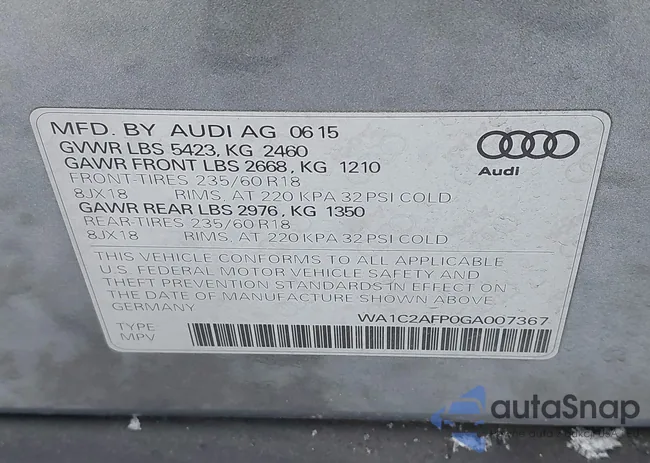 MFD. BY AUDI AG 06 15
GVWR LBS 5423, KG 2460
GAWR FRONT LBS 2668, KG 1210
FRONT-TIRES 235/60 R18
8JX18 RIMS, AT 220 KPA 32 PSI COLD
GAWR REAR LBS 2976, KG 1350
REAR-TIRES 235/60 R18
8JX18 RIMS, AT 220 KPA 32 PSI COLD
Audi
THIS VEHICLE CONFORMS TO ALL APPLICABLE
U.S. FEDERAL MOTOR VEHICLE SAFETY AND
THEFT PREVENTION STANDARDS IN EFFECT ON
THE DATE OF MANUFACTURE SHOWN ABOVE
GERMANY
WA1C2AFP0GA007367
TYPE
MPV
autoSnap